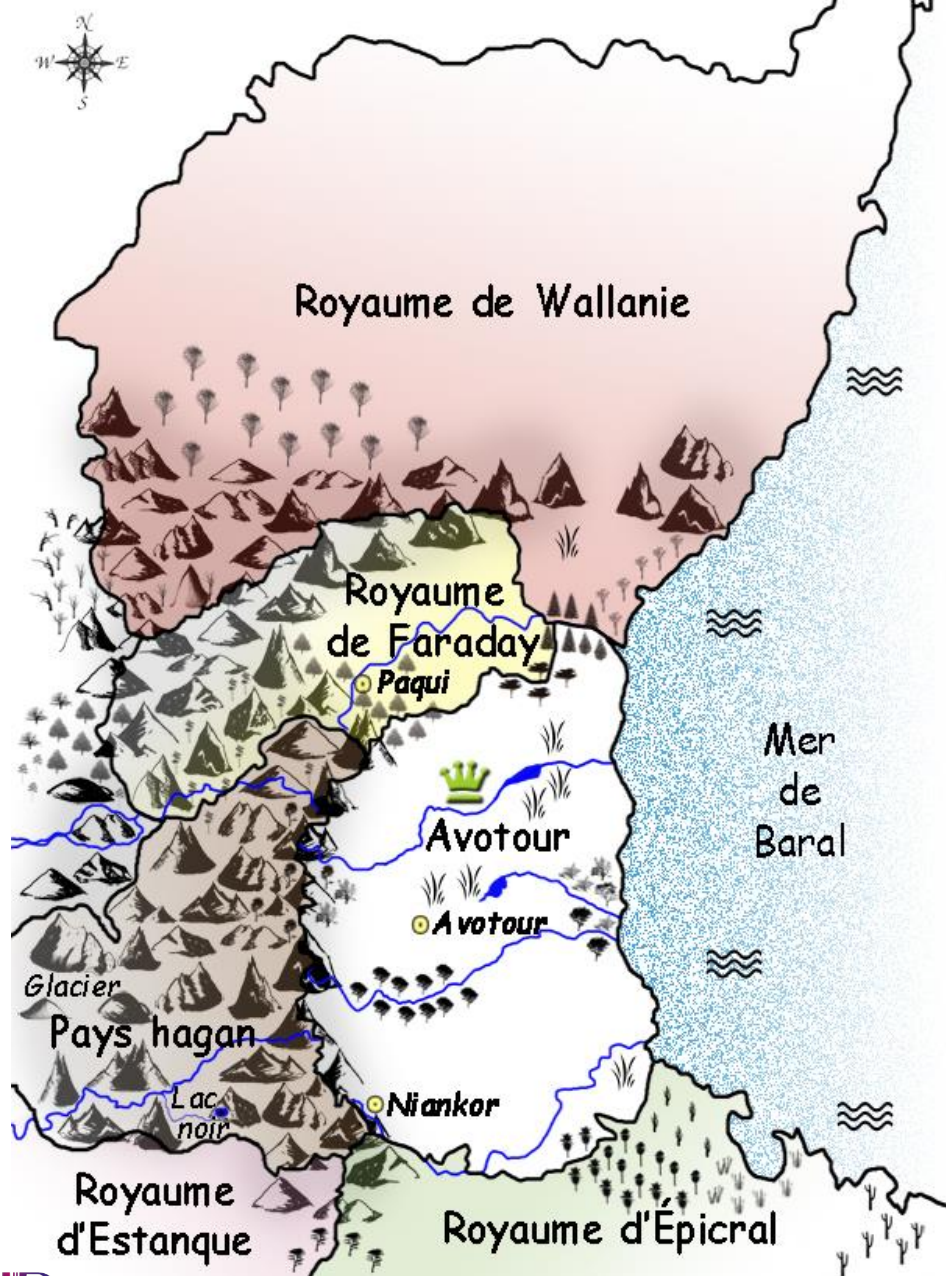 N
W E
S
Royaume de Wallanie
Royaume
de Faraday
Paqui
Mer
de
Baral
Avotour
Avotour
Glacier
Pays hagan
Lac
noir
Niankor
Royaume
d'Estanque
Royaume d'Épicral